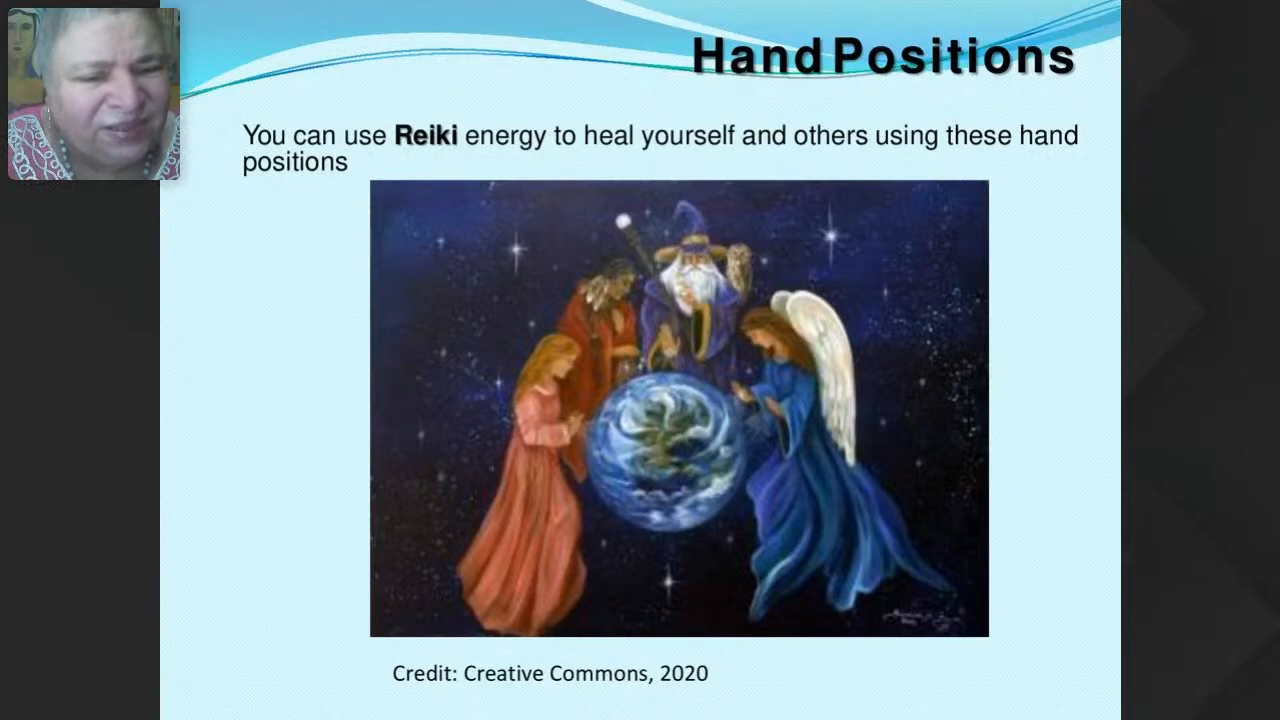 Hand Positions
You can use Reiki energy to heal yourself and others using these hand
positions
Credit: Creative Commons, 2020